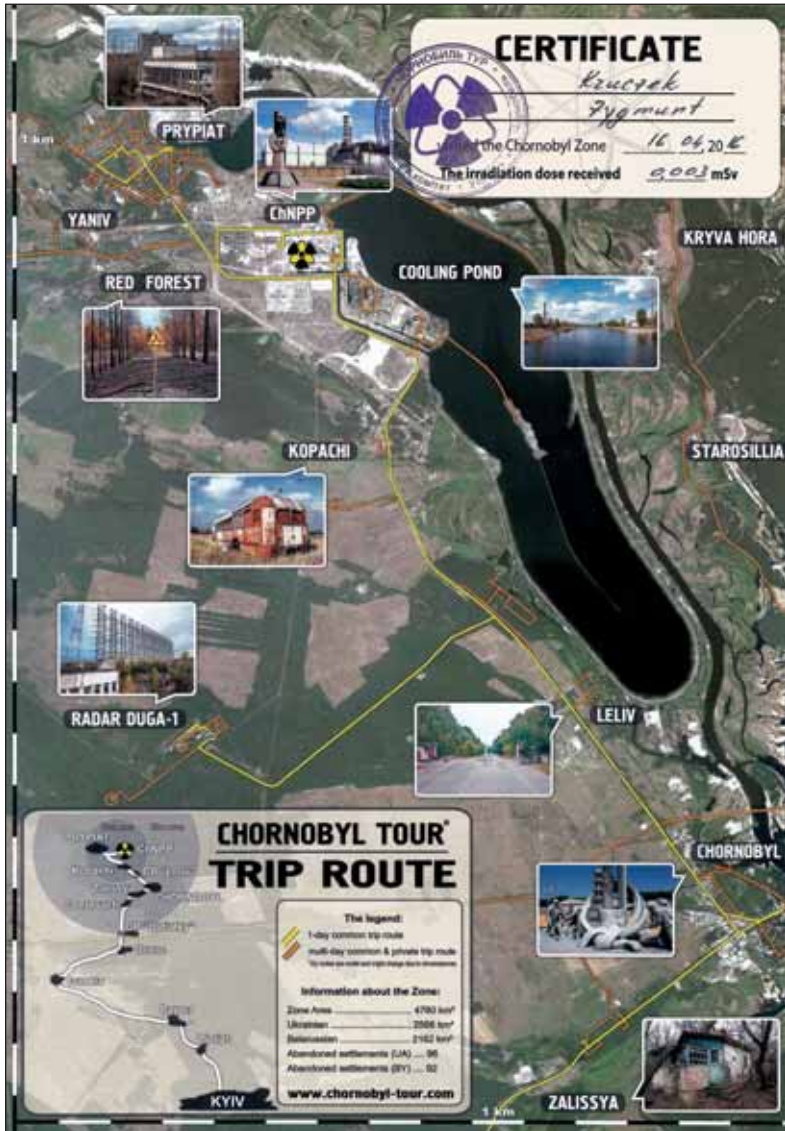 CERTIFICATE
Kruczek
Zygmunt
the Chornobyl Zone 16 04, 20 16
The irradiation dose received 0,003 mSv
PRYPIAT
1 km
ChNPP
YANIV
KRYVA HORA
COOLING POND
RED FOREST
KOPACHI
STAROSILLIA
RADAR DUGA-1
LELIV
CHORNOBYL
CHORNOBYL TOUR®
TRIP ROUTE
ChNPP
The legend:
1-day common trip route
multi-day common & private trip route
Information about the Zone:
Zone Area 4760 km²
Ukrainian 2598 km²
Belarussian 2162 km²
Abandoned settlements (UA) .... 96
Abandoned settlements (BY) .... 92
www.chornobyl-tour.com
KYIV
ZALISSYA
1 km